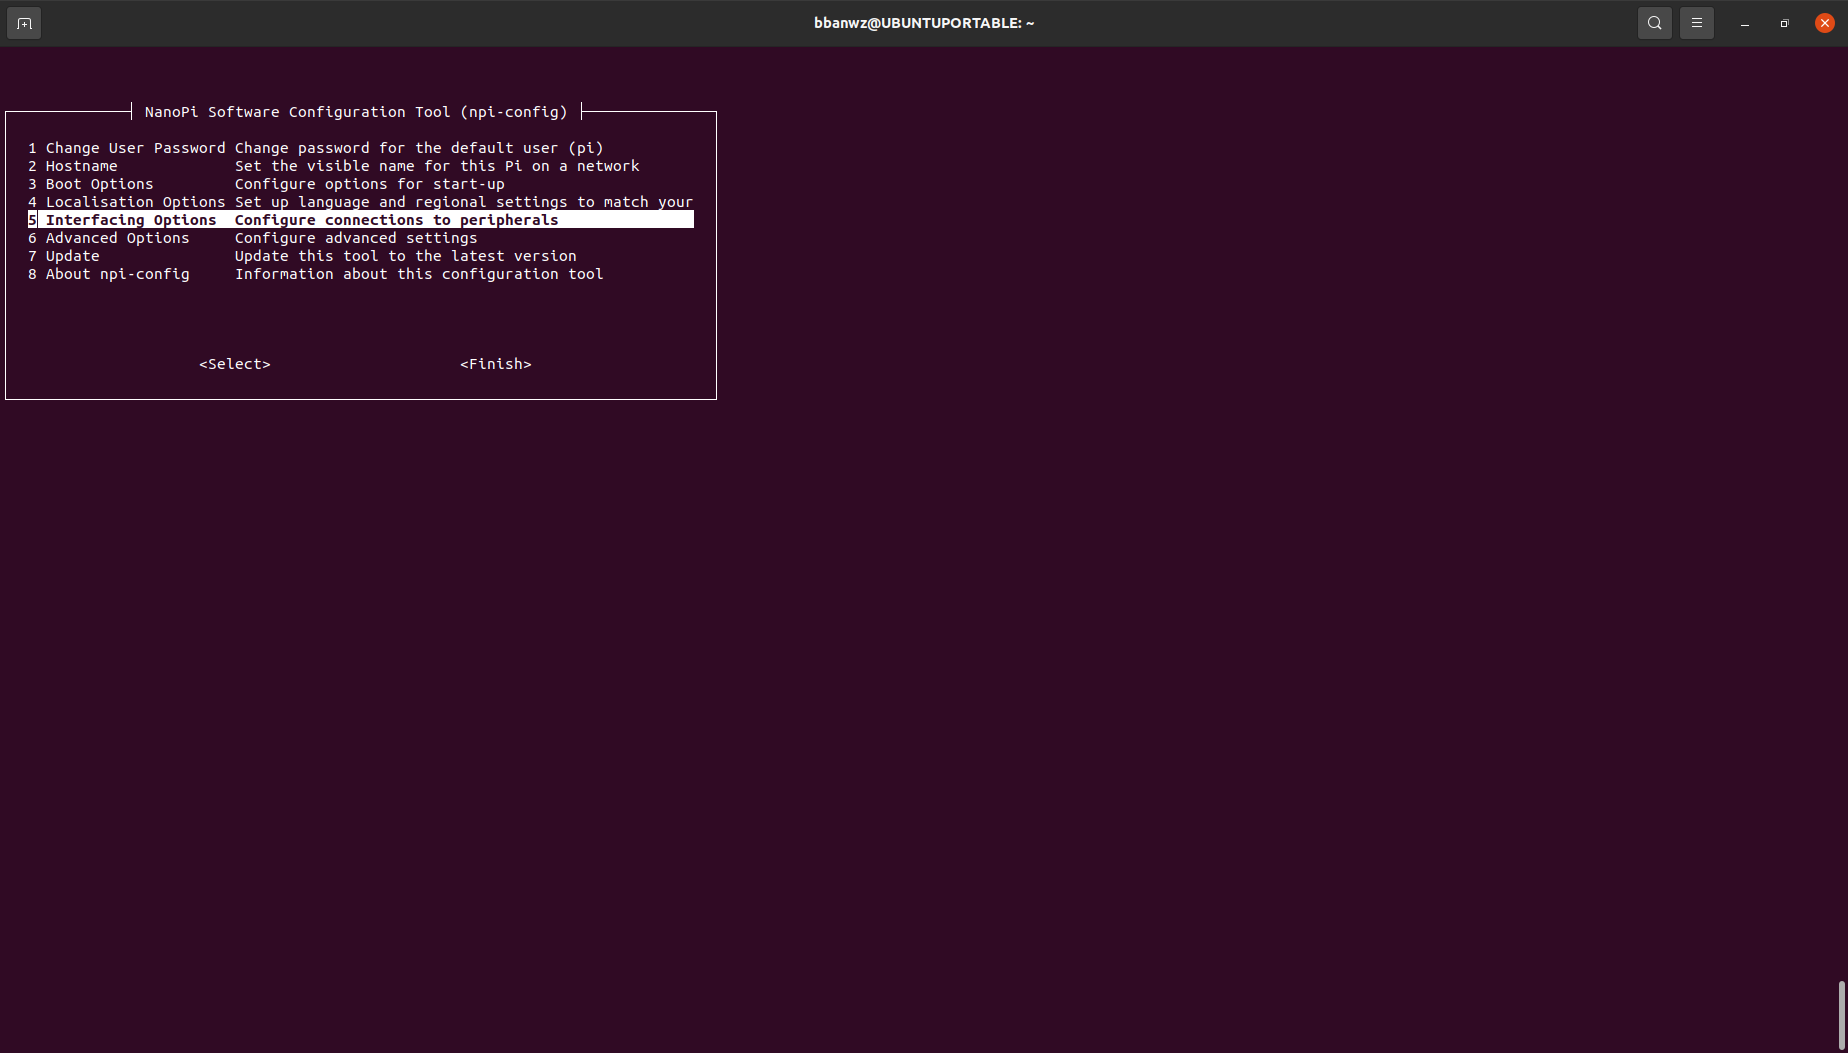 bbanwz@UBUNTUPORTABLE: ~
NanoPi Software Configuration Tool (npi-config)
1 Change User Password Change password for the default user (pi)
2 Hostname Set the visible name for this Pi on a network
3 Boot Options Configure options for start-up
4 Localisation Options Set up language and regional settings to match your
5 Interfacing Options Configure connections to peripherals
6 Advanced Options Configure advanced settings
7 Update Update this tool to the latest version
8 About npi-config Information about this configuration tool
<Select> <Finish>